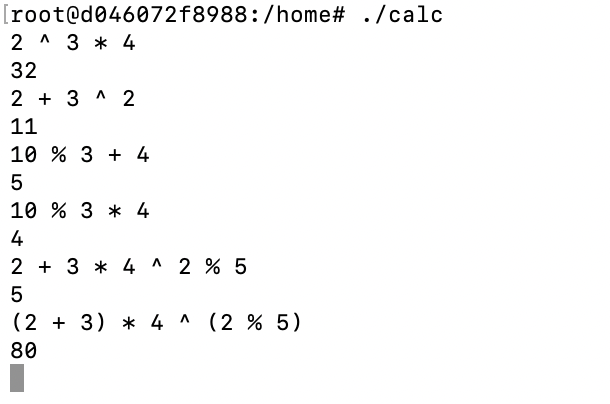 [root@d046072f8988:/home# ./calc
2 ^ 3 * 4
32
2 + 3 ^ 2
11
10 % 3 + 4
5
10 % 3 * 4
4
2 + 3 * 4 ^ 2 % 5
5
(2 + 3) * 4 ^ (2 % 5)
80